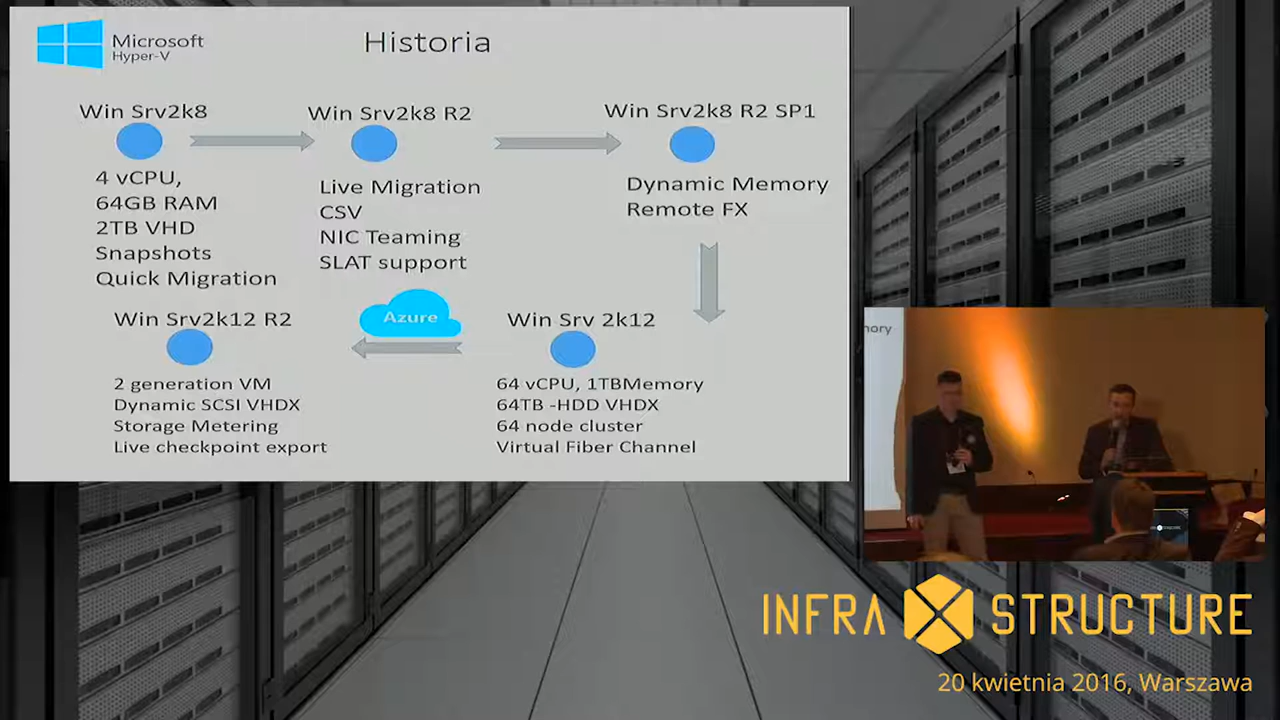 Microsoft
Hyper-V
Historia
Win Srv2k8
4 vCPU,
64GB RAM
2TB VHD
Snapshots
Quick Migration
Win Srv2k8 R2
Live Migration
CSV
NIC Teaming
SLAT support
Win Srv2k8 R2 SP1
Dynamic Memory
Remote FX
Win Srv 2k12
64 vCPU, 1TBMemory
64TB -HDD VHDX
64 node cluster
Virtual Fiber Channel
Azure
Win Srv2k12 R2
2 generation VM
Dynamic SCSI VHDX
Storage Metering
Live checkpoint export
INFRA STRUCTURE
20 kwietnia 2016, Warszawa